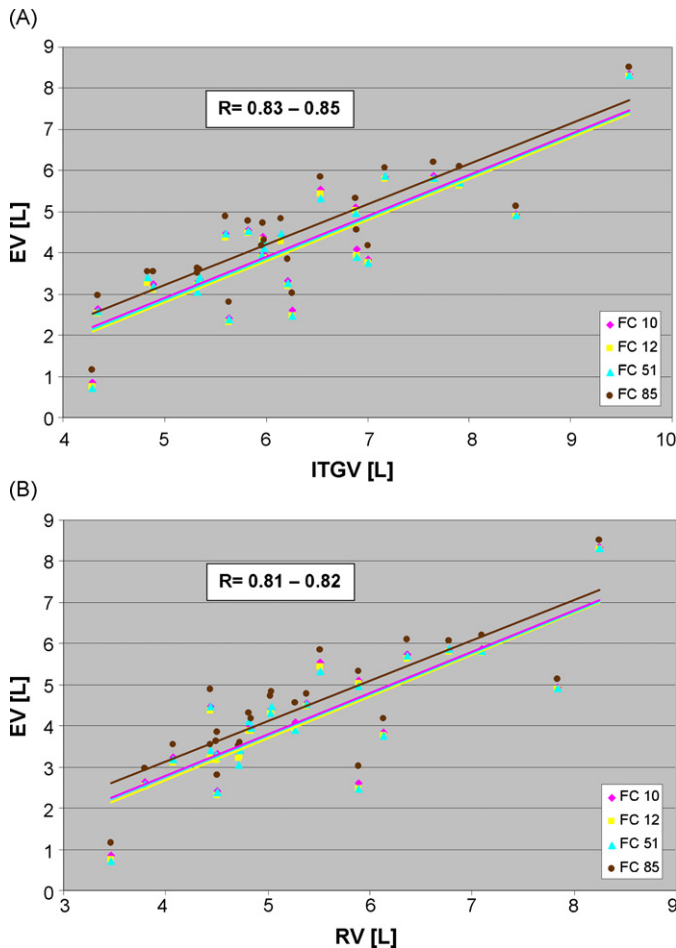 (A)
9
8
7
6
5
4
3
2
1
0
EV [L]
R= 0.83 – 0.85
FC 10
FC 12
FC 51
FC 85
4 5 6 7 8 9 10
ITGV [L]
(B)
9
8
7
6
5
4
3
2
1
0
EV [L]
R= 0.81 – 0.82
FC 10
FC 12
FC 51
FC 85
3 4 5 6 7 8 9
RV [L]